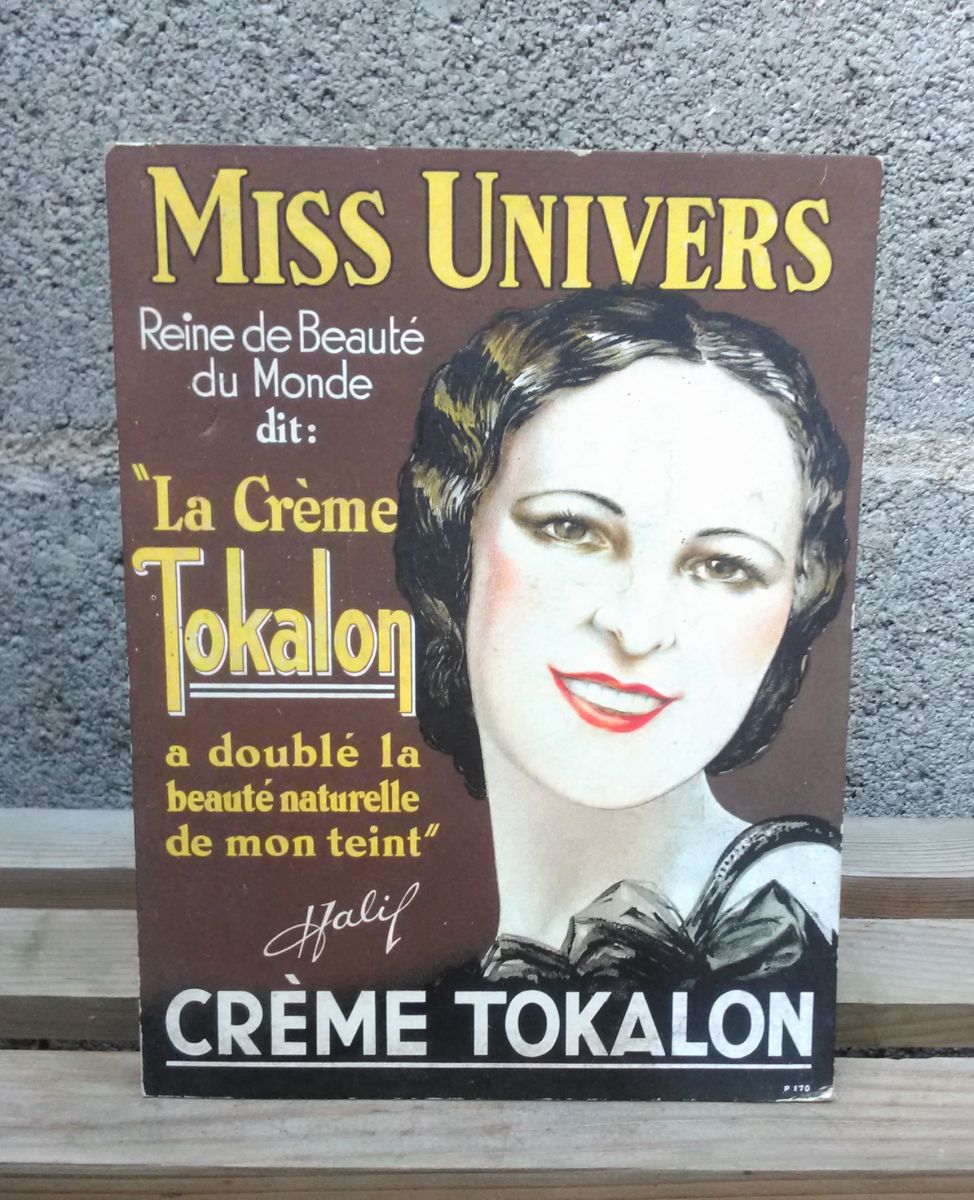 MISS UNIVERS
Reine de Beauté
du Monde
dit:
"La Crème
Tokalon
a doublé la
beauté naturelle
de mon teint"
Halif
CRÈME TOKALON
P 170